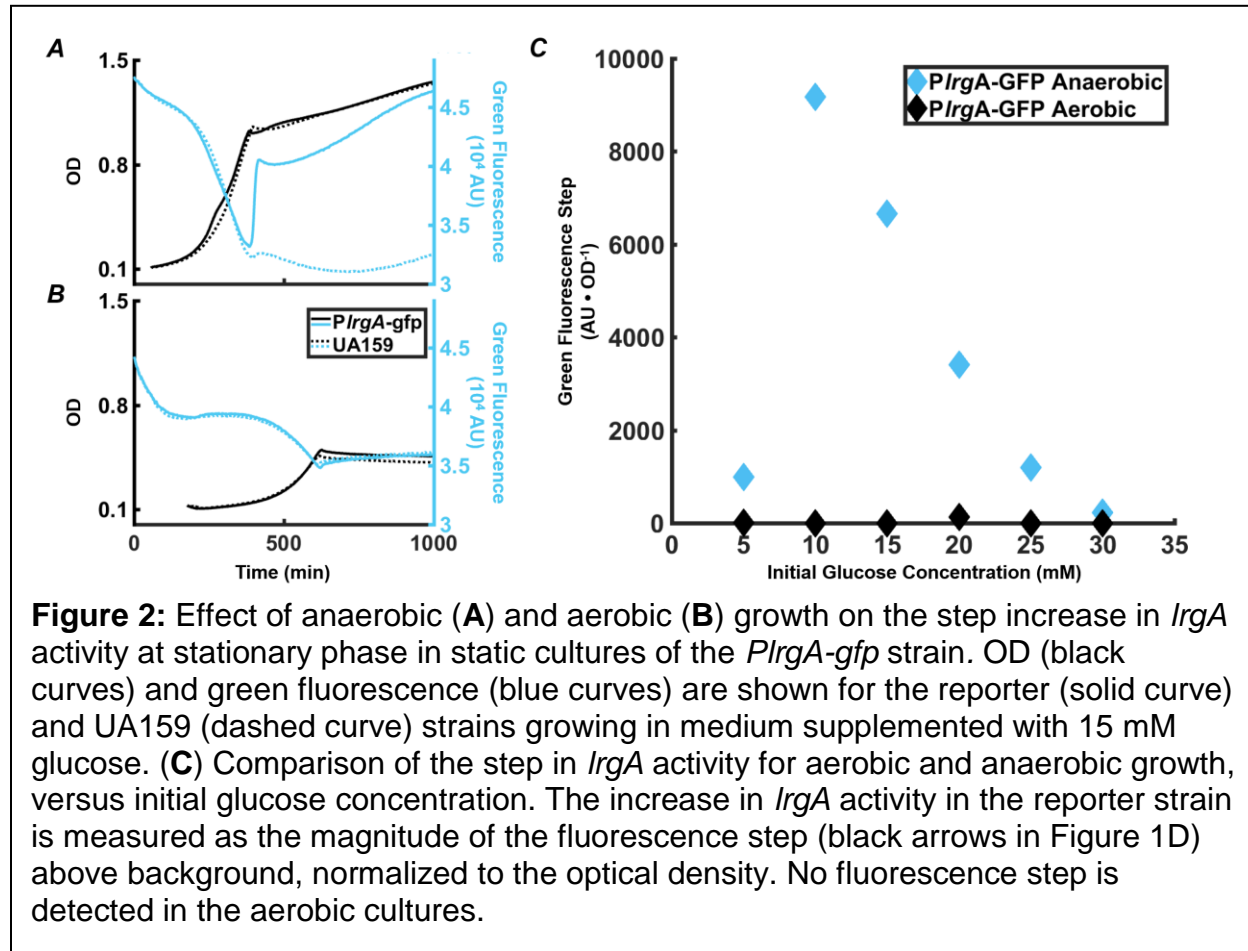 A
1.5
0.8
0.1
OD
4.5
4
3.5
3
Green Fluorescence
(10⁴ AU)
B
1.5
0.8
0.1
OD
PlrgA-gfp
UA159
4.5
4
3.5
3
Green Fluorescence
(10⁴ AU)
0 500 1000
Time (min)
C
10000
8000
6000
4000
2000
0
Green Fluorescence Step
(AU • OD⁻¹)
PlrgA-GFP Anaerobic
PlrgA-GFP Aerobic
0 5 10 15 20 25 30 35
Initial Glucose Concentration (mM)
Figure 2: Effect of anaerobic (A) and aerobic (B) growth on the step increase in lrgA
activity at stationary phase in static cultures of the PlrgA-gfp strain. OD (black
curves) and green fluorescence (blue curves) are shown for the reporter (solid curve)
and UA159 (dashed curve) strains growing in medium supplemented with 15 mM
glucose. (C) Comparison of the step in lrgA activity for aerobic and anaerobic growth,
versus initial glucose concentration. The increase in lrgA activity in the reporter strain
is measured as the magnitude of the fluorescence step (black arrows in Figure 1D)
above background, normalized to the optical density. No fluorescence step is
detected in the aerobic cultures.